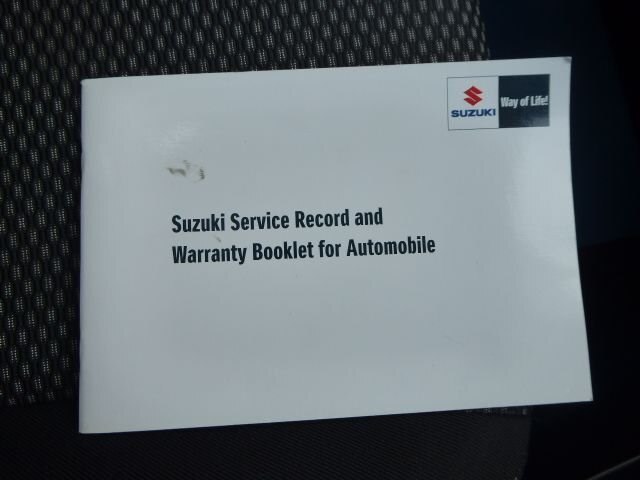 SUZUKI
Way of Life!
Suzuki Service Record and
Warranty Booklet for Automobile